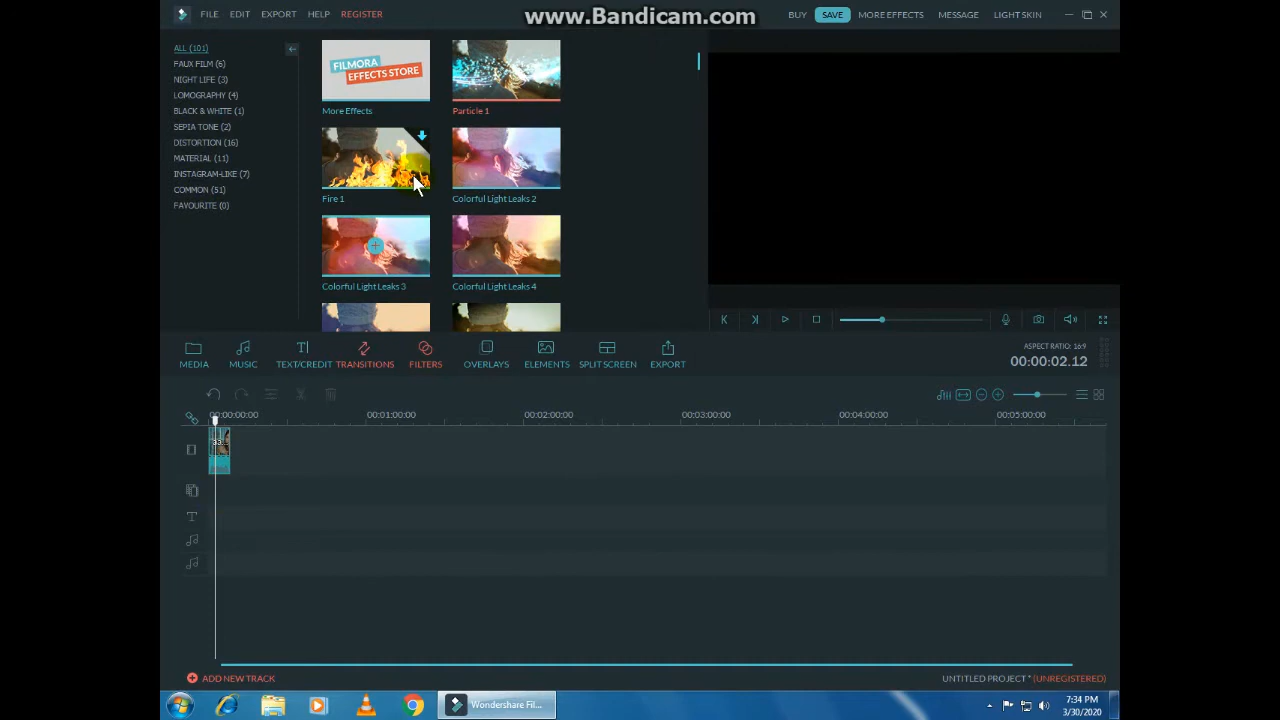 www.Bandicam.com
FILE EDIT EXPORT HELP REGISTER BUY SAVE MORE EFFECTS MESSAGE LIGHT SKIN
ALL (101)
FAUX FILM (6)
NIGHT LIFE (3)
LOMOGRAPHY (4)
BLACK & WHITE (1)
SEPIA TONE (2)
DISTORTION (16)
MATERIAL (11)
INSTAGRAM-LIKE (7)
COMMON (51)
FAVOURITE (0)
FILMORA
EFFECTS STORE
More Effects Particle 1
Fire 1 Colorful Light Leaks 2
Colorful Light Leaks 3 Colorful Light Leaks 4
MEDIA MUSIC TEXT/CREDIT TRANSITIONS FILTERS OVERLAYS ELEMENTS SPLIT SCREEN EXPORT
ASPECT RATIO: 16:9
00:00:02.12
00:00:00:00 00:01:00:00 00:02:00:00 00:03:00:00 00:04:00:00 00:05:00:00
ADD NEW TRACK
UNTITLED PROJECT * (UNREGISTERED)
Wondershare Fil...
7:34 PM
3/30/2020